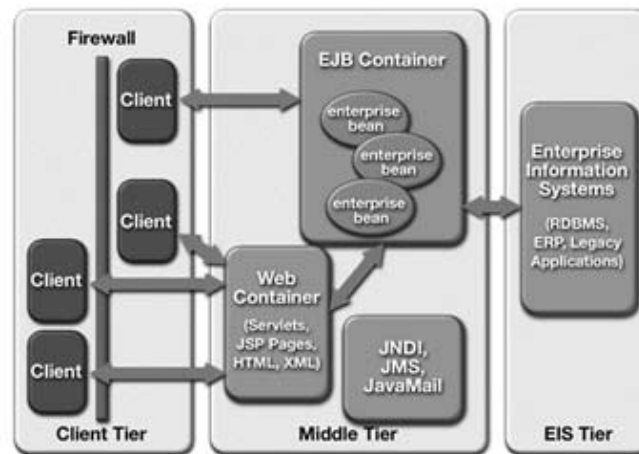 Firewall
Client
Client
Client
Client
Client Tier
EJB Container
enterprise
bean
enterprise
bean
enterprise
bean
Web
Container
(Servlets,
JSP Pages,
HTML, XML)
JNDI,
JMS,
JavaMail
Middle Tier
Enterprise
Information
Systems
(RDBMS,
ERP, Legacy
Applications)
EIS Tier